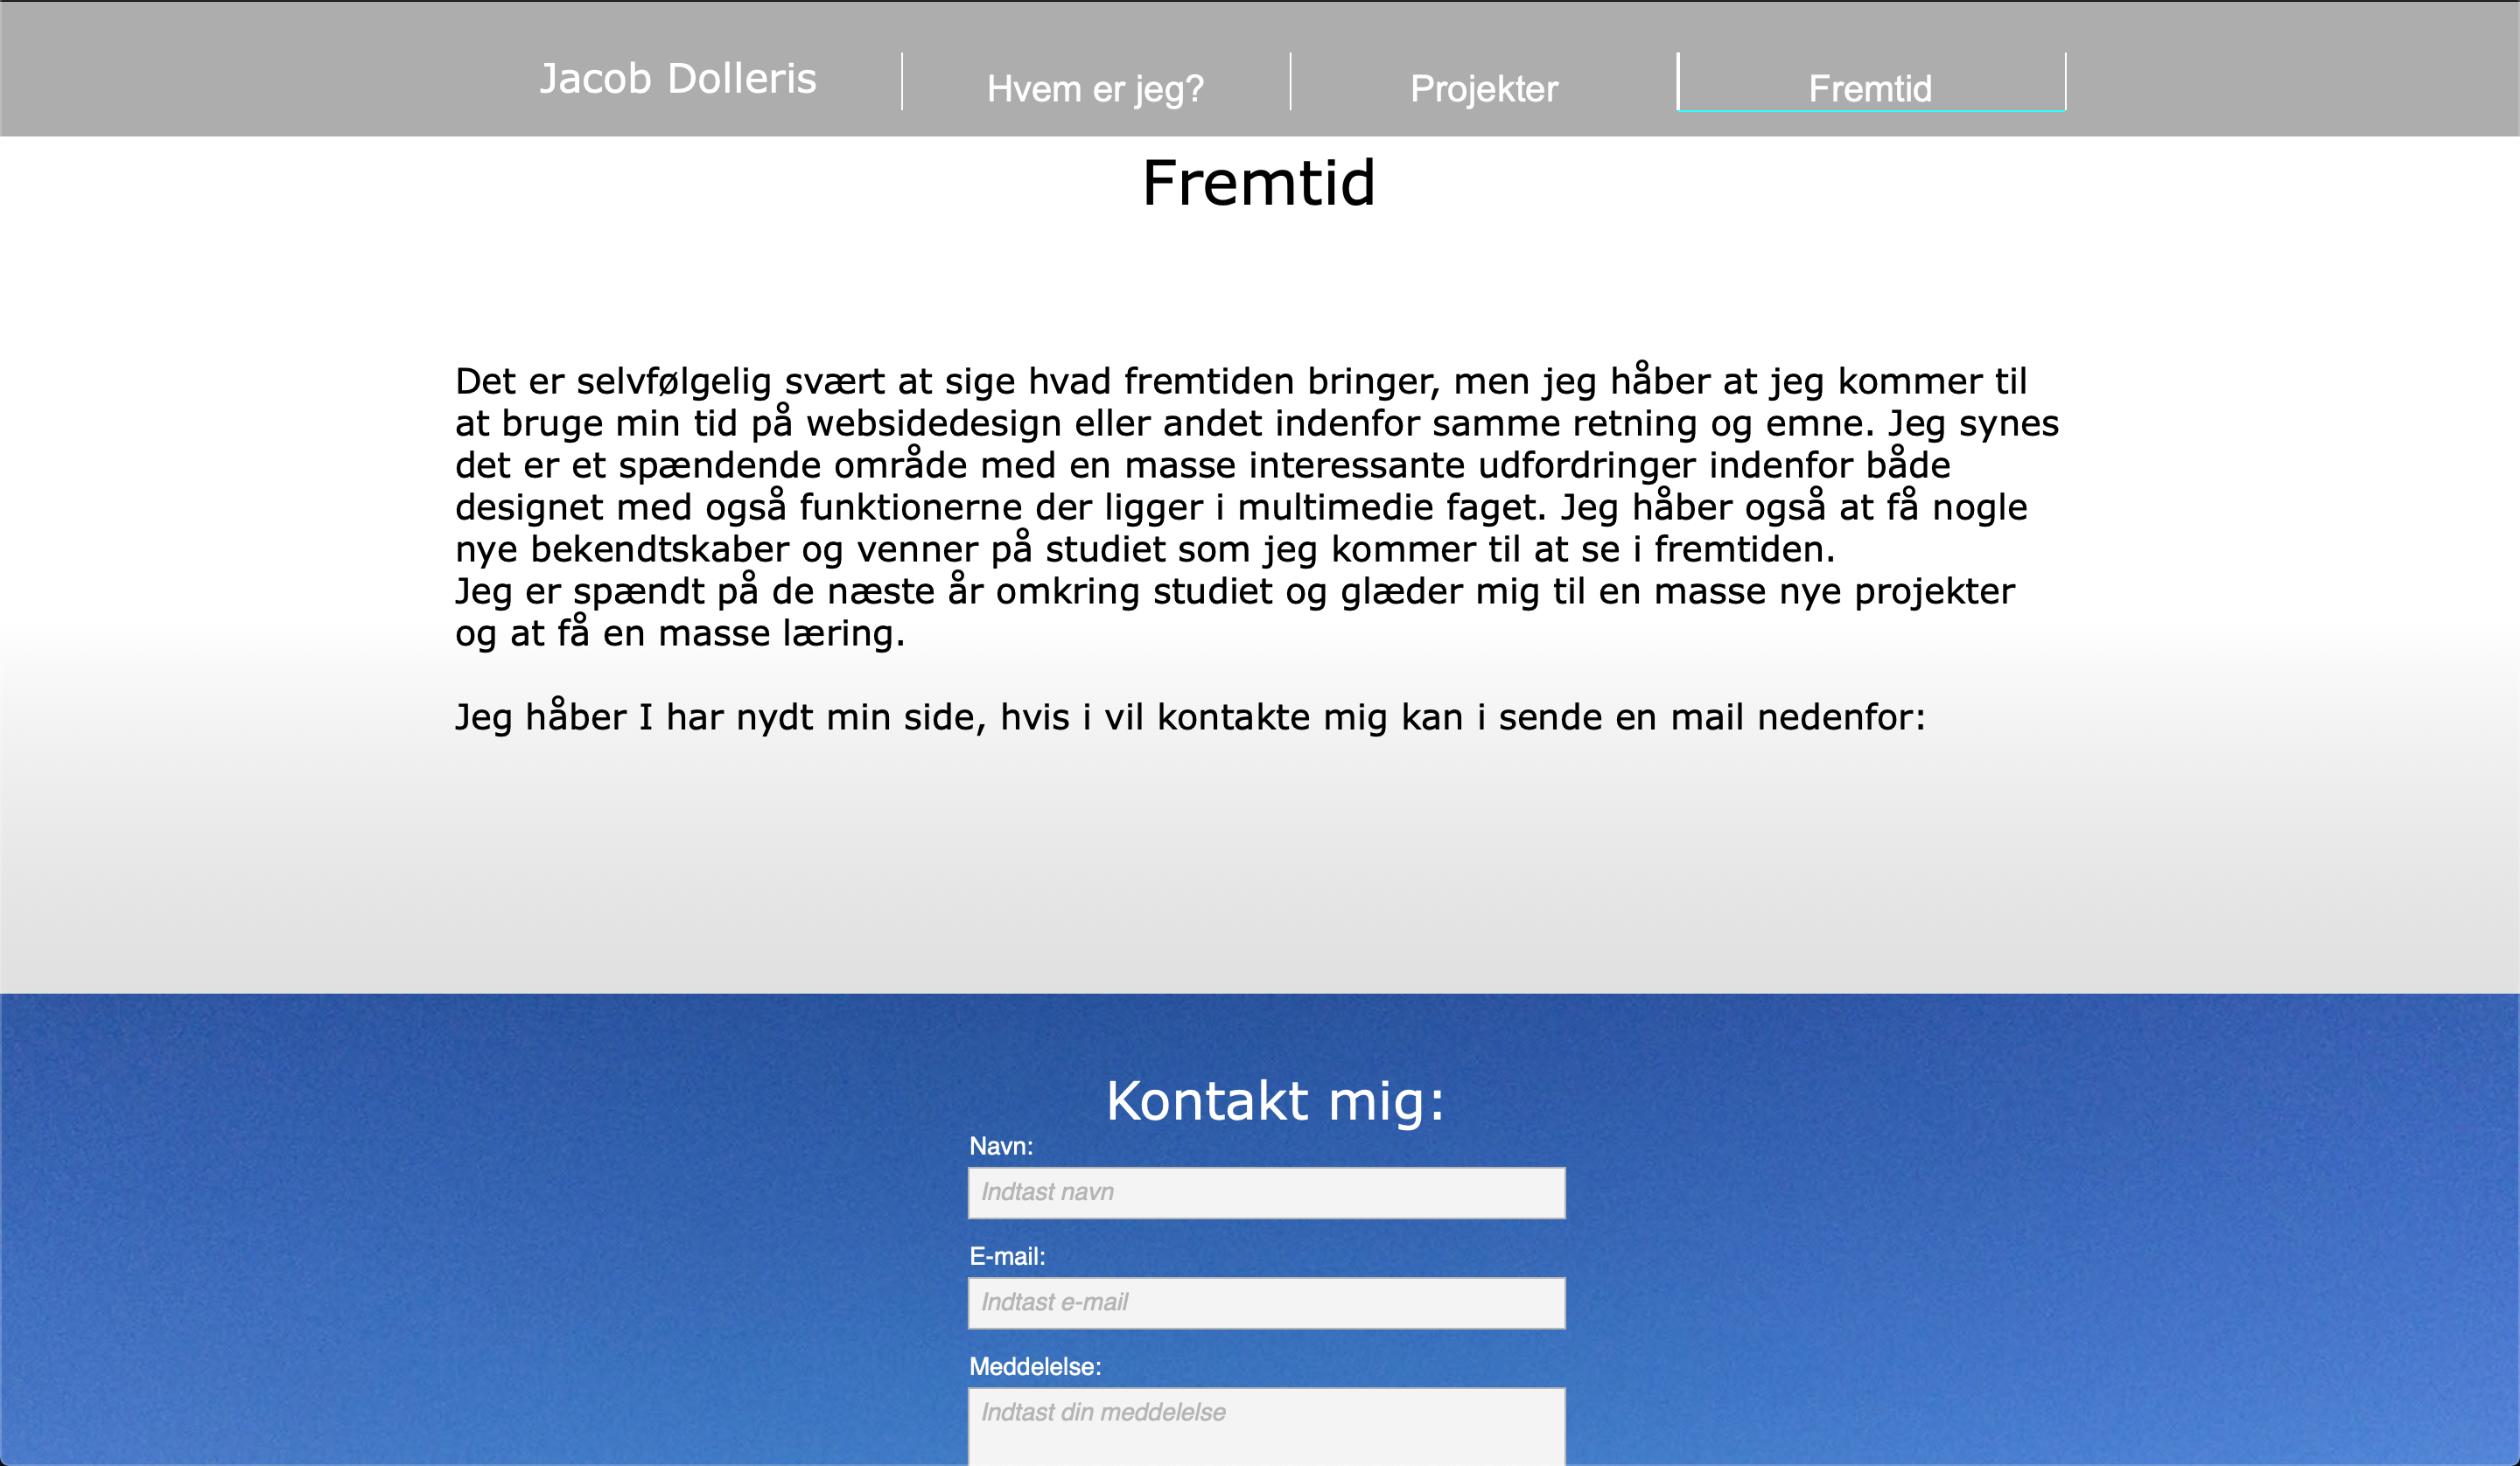 Jacob Dolleris
Hvem er jeg?
Projekter
Fremtid
Fremtid
Det er selvfølgelig svært at sige hvad fremtiden bringer, men jeg håber at jeg kommer til
at bruge min tid på websidedesign eller andet indenfor samme retning og emne. Jeg synes
det er et spændende område med en masse interessante udfordringer indenfor både
designet med også funktionerne der ligger i multimedie faget. Jeg håber også at få nogle
nye bekendtskaber og venner på studiet som jeg kommer til at se i fremtiden.
Jeg er spændt på de næste år omkring studiet og glæder mig til en masse nye projekter
og at få en masse læring.
Jeg håber I har nydt min side, hvis i vil kontakte mig kan i sende en mail nedenfor:
Kontakt mig:
Navn:
Indtast navn
E-mail:
Indtast e-mail
Meddelelse:
Indtast din meddelelse